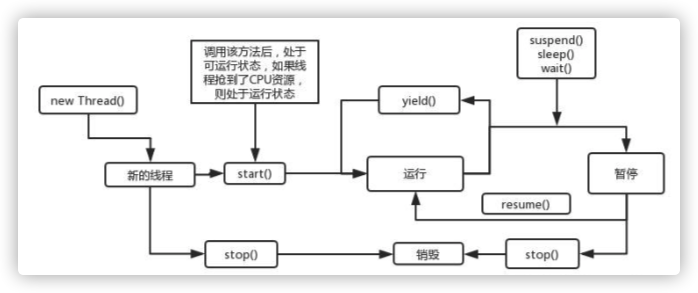 suspend()
sleep()
wait()
调用该方法后，处于
可运行状态，如果线
程抢到了CPU资源，
则处于运行状态
new Thread()
yield()
新的线程
start()
运行
暂停
resume()
stop()
销毁
stop()